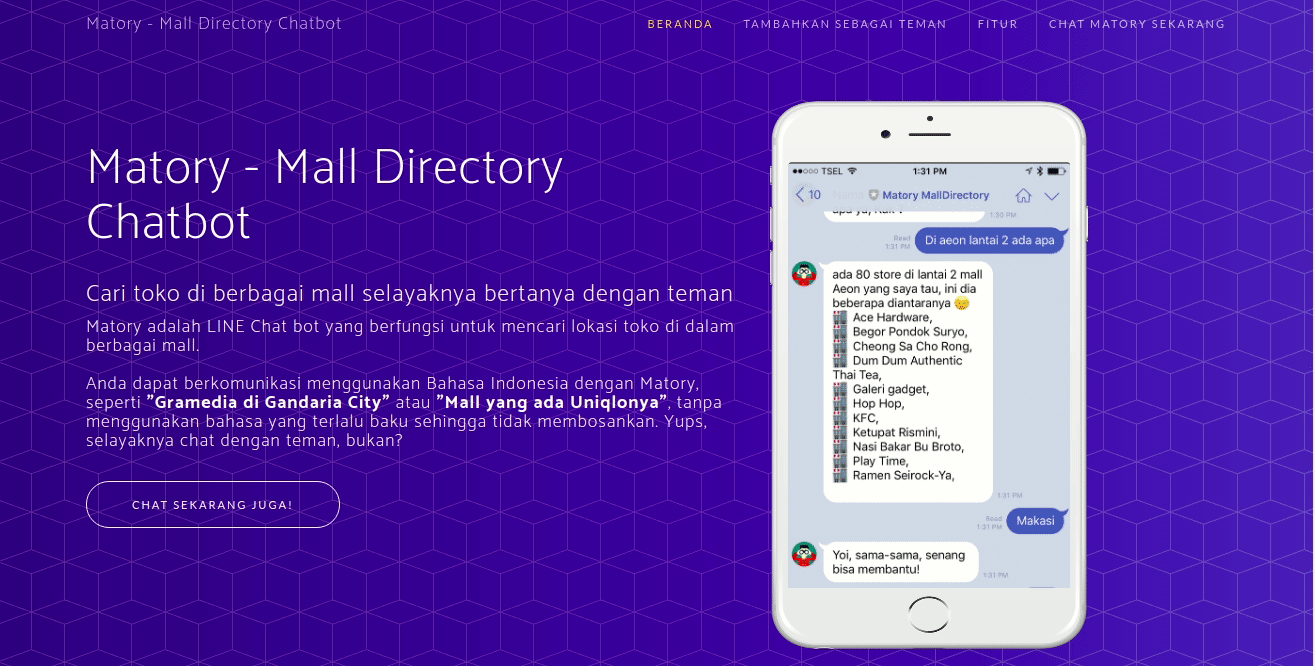 Matory - Mall Directory Chatbot
BERANDA
TAMBAHKAN SEBAGAI TEMAN
FITUR
CHAT MATORY SEKARANG
Matory - Mall Directory
Chatbot
Cari toko di berbagai mall selayaknya bertanya dengan teman
Matory adalah LINE Chat bot yang berfungsi untuk mencari lokasi toko di dalam
berbagai mall.
Anda dapat berkomunikasi menggunakan Bahasa Indonesia dengan Matory,
seperti ”Gramedia di Gandaria City” atau ”Mall yang ada Uniqlonya”, tanpa
menggunakan bahasa yang terlalu baku sehingga tidak membosankan. Yups,
selayaknya chat dengan teman, bukan?
CHAT SEKARANG JUGA!
TSEL
1:31 PM
10
Matory MallDirectory
apa ya, Kak ?
1:30 PM
Read
1:31 PM
Di aeon lantai 2 ada apa
ada 80 store di lantai 2 mall
Aeon yang saya tau, ini dia
beberapa diantaranya
Ace Hardware,
Begor Pondok Suryo,
Cheong Sa Cho Rong,
Dum Dum Authentic
Thai Tea,
Galeri gadget,
Hop Hop,
KFC,
Ketupat Rismini,
Nasi Bakar Bu Broto,
Play Time,
Ramen Seirock-Ya,
1:31 PM
Read
1:31 PM
Makasi
Yoi, sama-sama, senang
bisa membantu!
1:31 PM